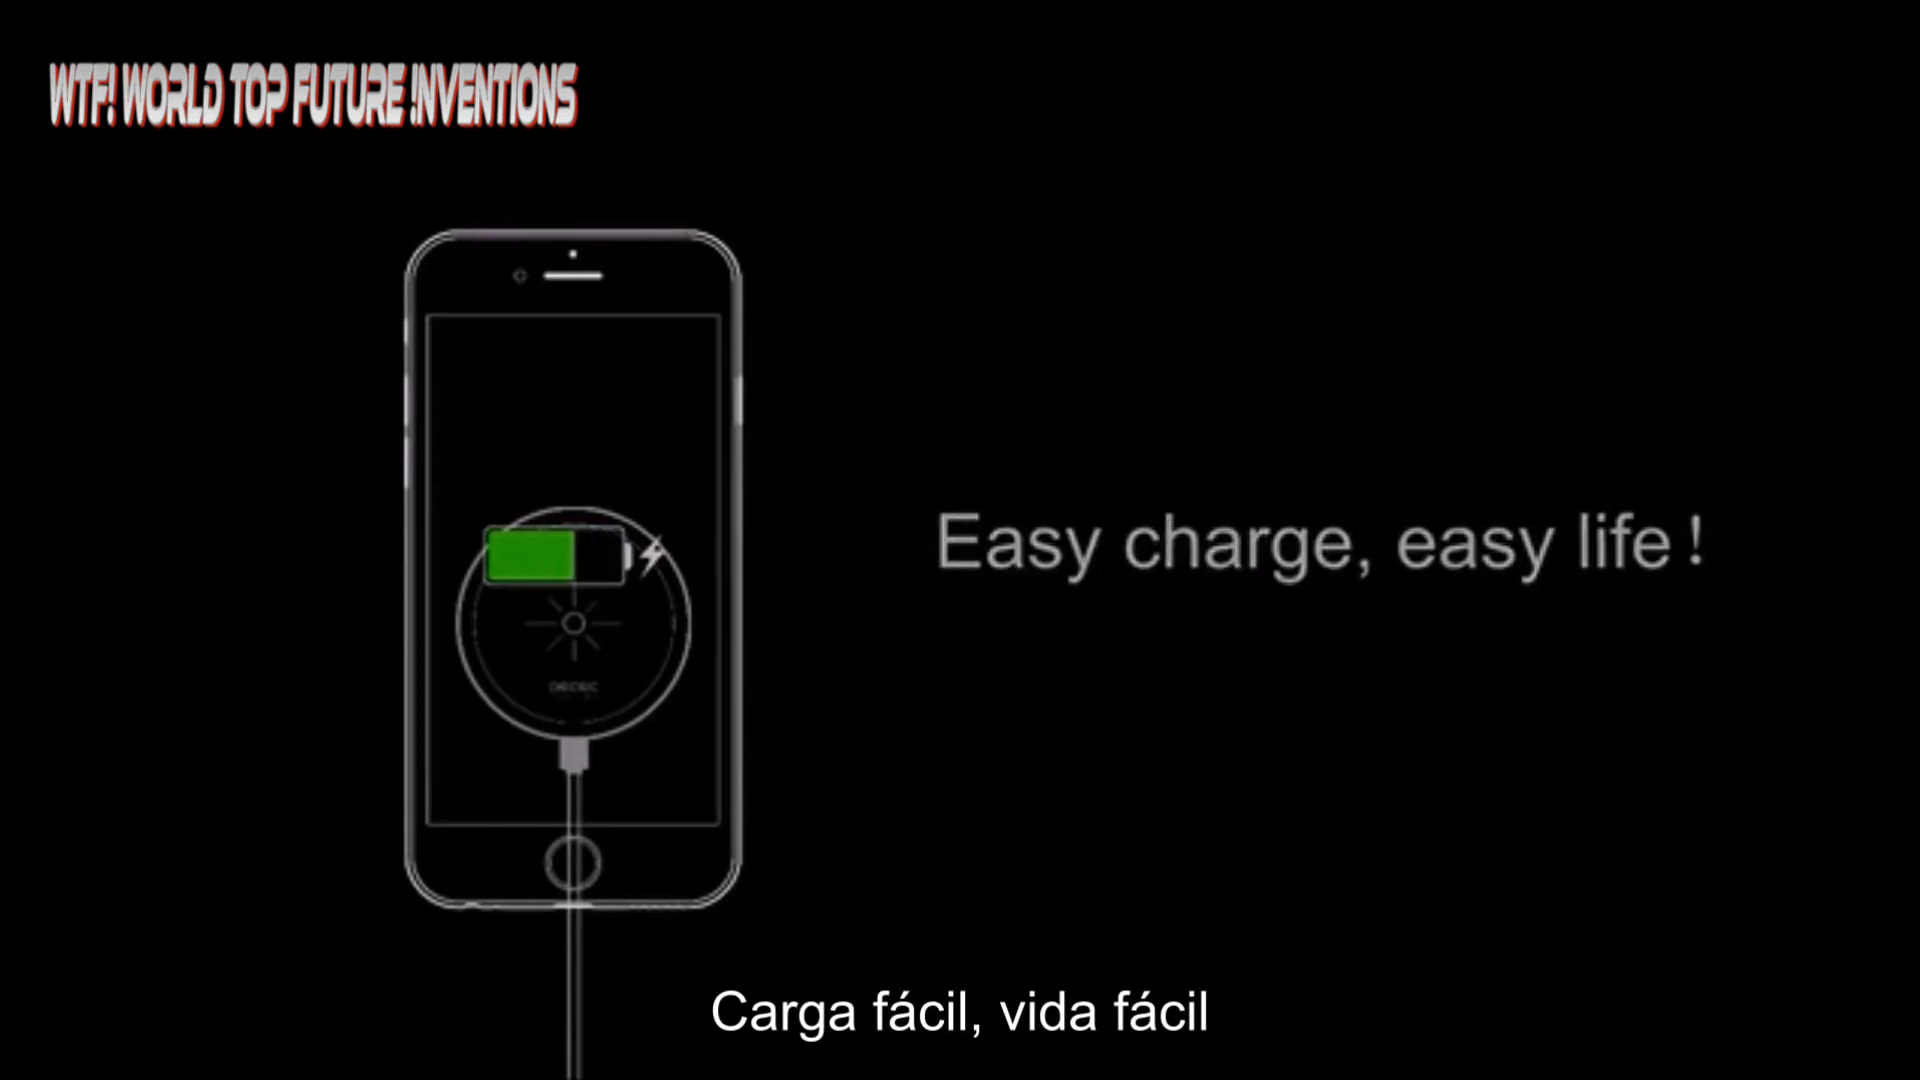 WTF! WORLD TOP FUTURE INVENTIONS
Easy charge, easy life!
Carga fácil, vida fácil